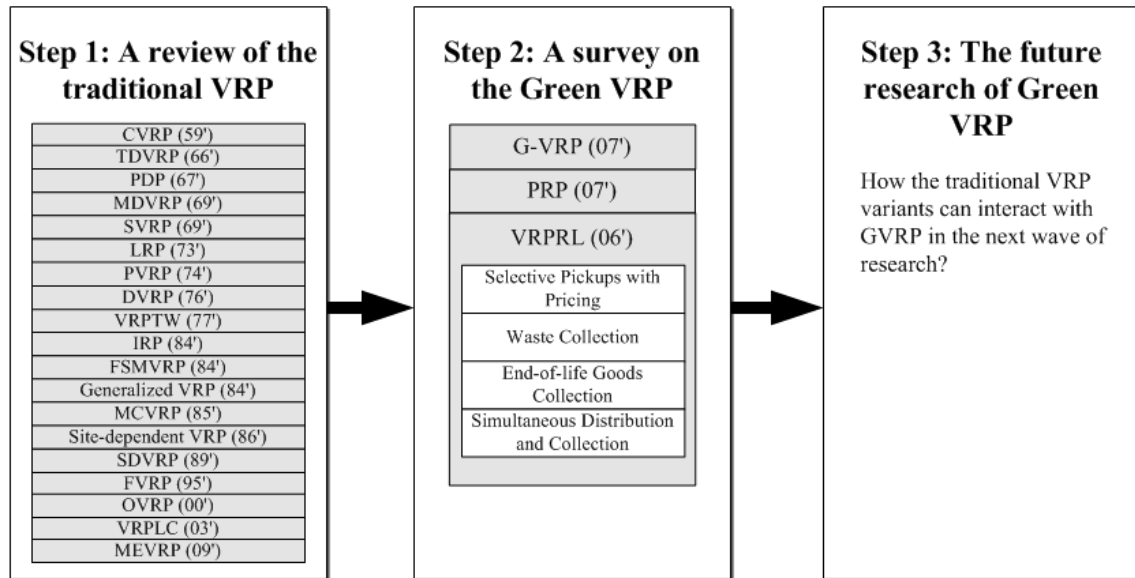 Step 1: A review of the
traditional VRP
CVRP (59')
TDVRP (66')
PDP (67')
MDVRP (69')
SVRP (69')
LRP (73')
PVRP (74')
DVRP (76')
VRPTW (77')
IRP (84')
FSMVRP (84')
Generalized VRP (84')
MCVRP (85')
Site-dependent VRP (86')
SDVRP (89')
FVRP (95')
OVRP (00')
VRPLC (03')
MEVRP (09')
Step 2: A survey on
the Green VRP
G-VRP (07')
PRP (07')
VRPRL (06')
Selective Pickups with
Pricing
Waste Collection
End-of-life Goods
Collection
Simultaneous Distribution
and Collection
Step 3: The future
research of Green
VRP
How the traditional VRP
variants can interact with
GVRP in the next wave of
research?